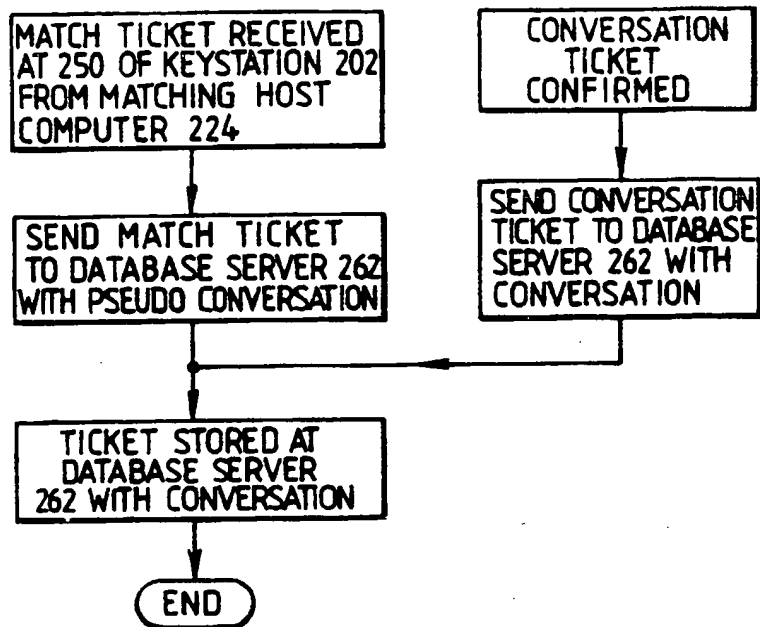 MATCH TICKET RECEIVED
AT 250 OF KEYSTATION 202
FROM MATCHING HOST
COMPUTER 224
CONVERSATION
TICKET
CONFIRMED
SEND MATCH TICKET
TO DATABASE SERVER 262
WITH PSEUDO CONVERSATION
SEND CONVERSATION
TICKET TO DATABASE
SERVER 262 WITH
CONVERSATION
TICKET STORED AT
DATABASE SERVER
262 WITH CONVERSATION
END